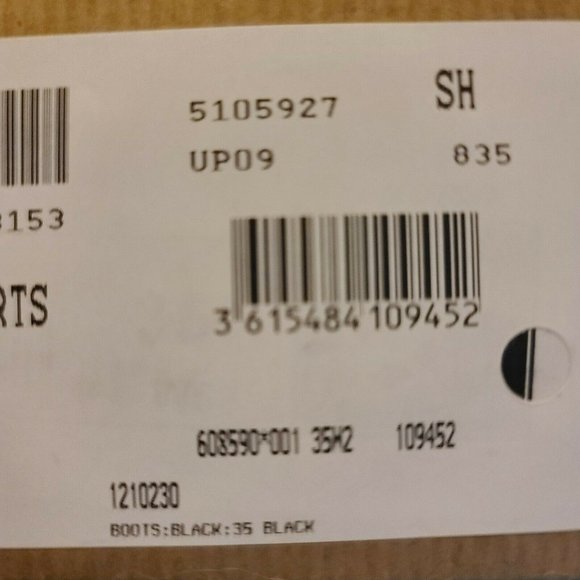 5105927 SH
UP09 835
3153
RTS
3 615484 109452
608590*001 35M2 109452
1210230
BOOTS:BLACK:35 BLACK